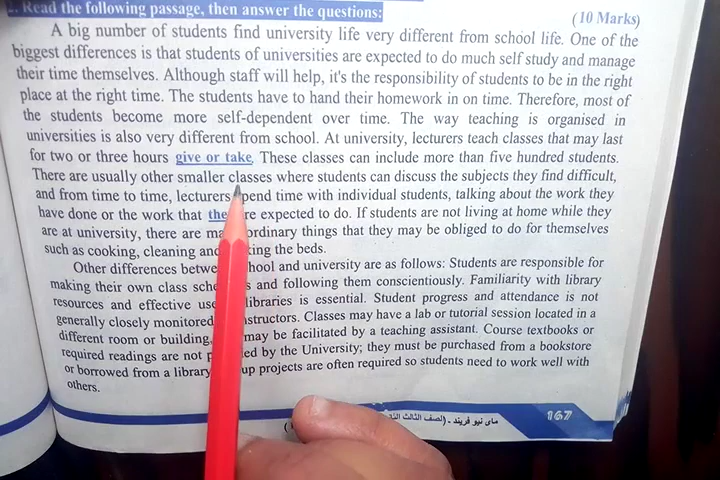 2. Read the following passage, then answer the questions:
(10 Marks)
A big number of students find university life very different from school life. One of the
biggest differences is that students of universities are expected to do much self study and manage
their time themselves. Although staff will help, it's the responsibility of students to be in the right
place at the right time. The students have to hand their homework in on time. Therefore, most of
the students become more self-dependent over time. The way teaching is organised in
universities is also very different from school. At university, lecturers teach classes that may last
for two or three hours give or take. These classes can include more than five hundred students.
There are usually other smaller classes where students can discuss the subjects they find difficult,
and from time to time, lecturers spend time with individual students, talking about the work they
have done or the work that the re expected to do. If students are not living at home while they
are at university, there are ma ordinary things that they may be obliged to do for themselves
such as cooking, cleaning and king the beds.
Other differences betwe hool and university are as follows: Students are responsible for
making their own class sche s and following them conscientiously. Familiarity with library
resources and effective use libraries is essential. Student progress and attendance is not
generally closely monitored structors. Classes may have a lab or tutorial session located in a
different room or building, may be facilitated by a teaching assistant. Course textbooks or
required readings are not p ed by the University; they must be purchased from a bookstore
or borrowed from a library up projects are often required so students need to work well with
others.
ماى نيو فريند - (نصف الثالث
167